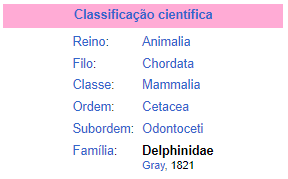 Classificação científica
Reino: Animalia
Filo: Chordata
Classe: Mammalia
Ordem: Cetacea
Subordem: Odontoceti
Família: Delphinidae
Gray, 1821